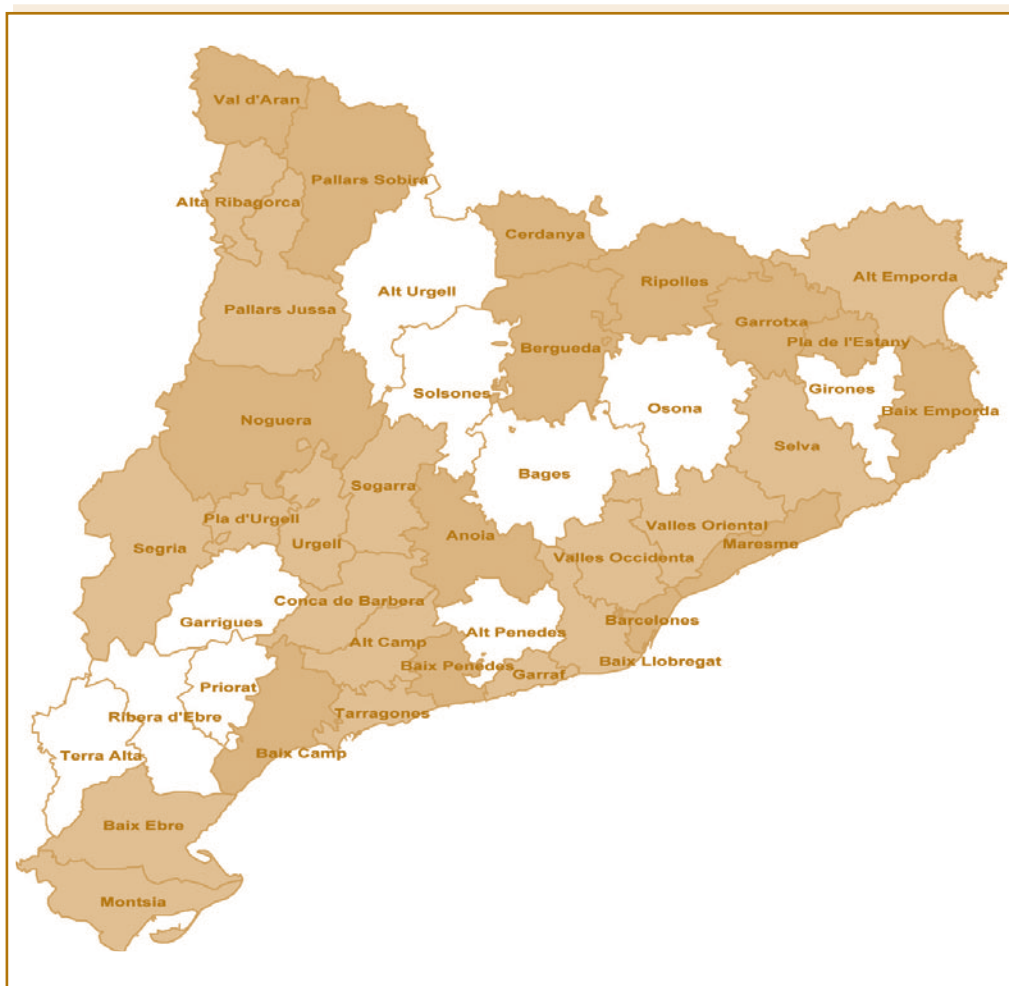 Val d'Aran
Pallars Sobira
Alta Ribagorca
Cerdanya
Alt Emporda
Ripolles
Alt Urgell
Pallars Jussa
Garrotxa
Pla de l'Estany
Bergueda
Girones
Solsones
Osona
Baix Emporda
Noguera
Selva
Bages
Segarra
Pla d'Urgell
Valles Oriental
Anoia
Maresme
Urgell
Segria
Valles Occidenta
Conca de Barbera
Garrigues
Barcelones
Alt Penedes
Alt Camp
Baix Llobregat
Baix Penedes
Garraf
Priorat
Tarragones
Ribera d'Ebre
Baix Camp
Terra Alta
Baix Ebre
Montsia